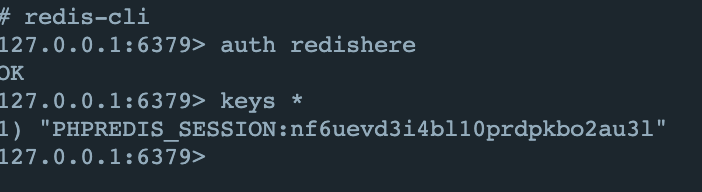 # redis-cli
127.0.0.1:6379> auth redishere
OK
127.0.0.1:6379> keys *
1) "PHPREDIS_SESSION:nf6uevd3i4bl10prdpkbo2au3l"
127.0.0.1:6379>